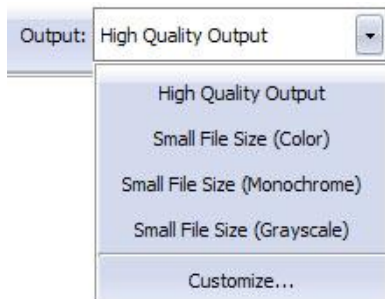 Output: High Quality Output
High Quality Output
Small File Size (Color)
Small File Size (Monochrome)
Small File Size (Grayscale)
Customize...